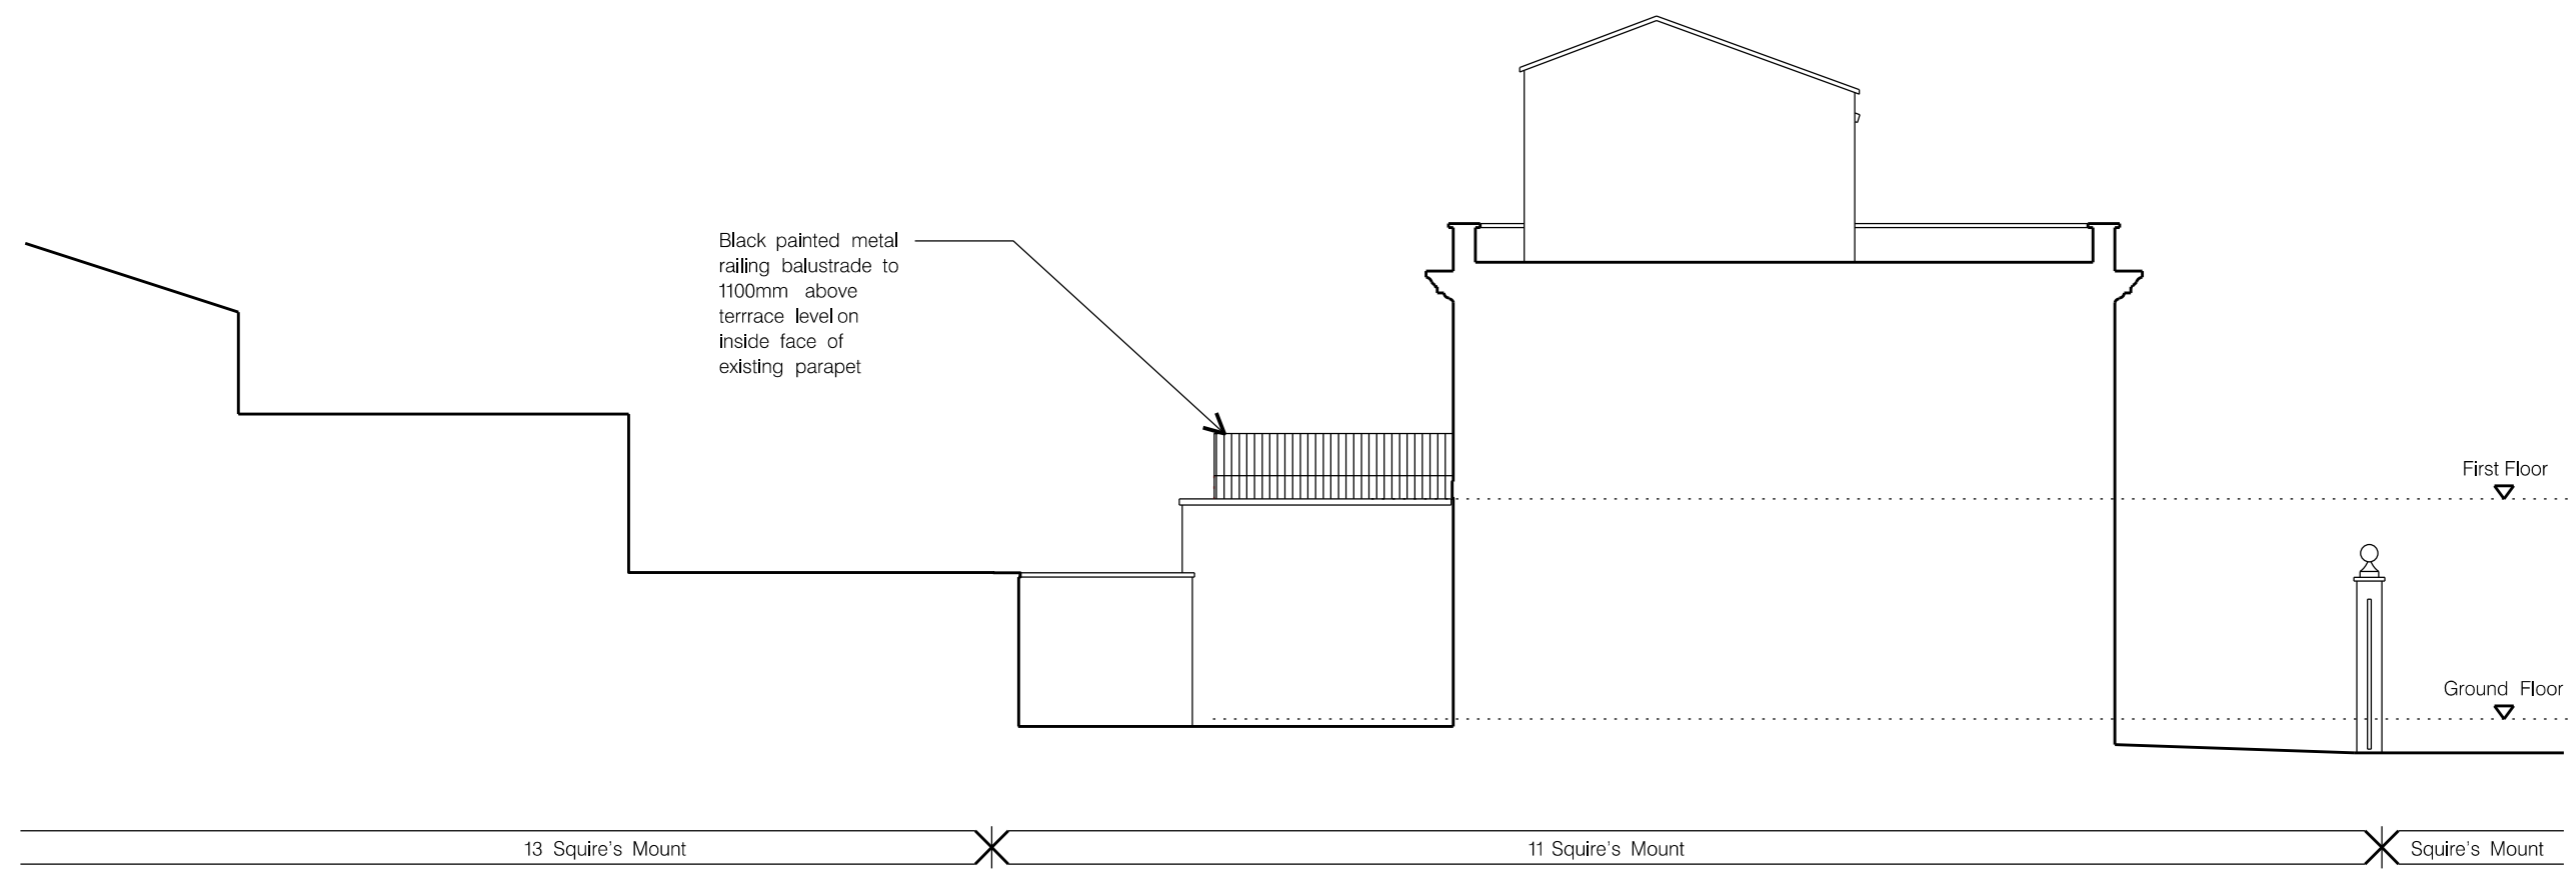 Black painted metal
railing balustrade to
1100mm above
terrrace level on
inside face of
existing parapet
First Floor
Ground Floor
13 Squire's Mount
11 Squire's Mount
Squire's Mount